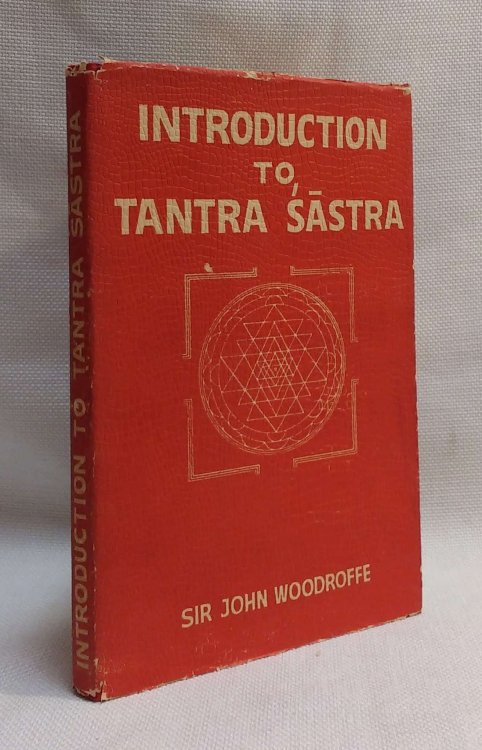 INTRODUCTION
TO
TANTRA ŚĀSTRA
SIR JOHN WOODROFFE
INTRODUCTION TO TANTRA SASTRA